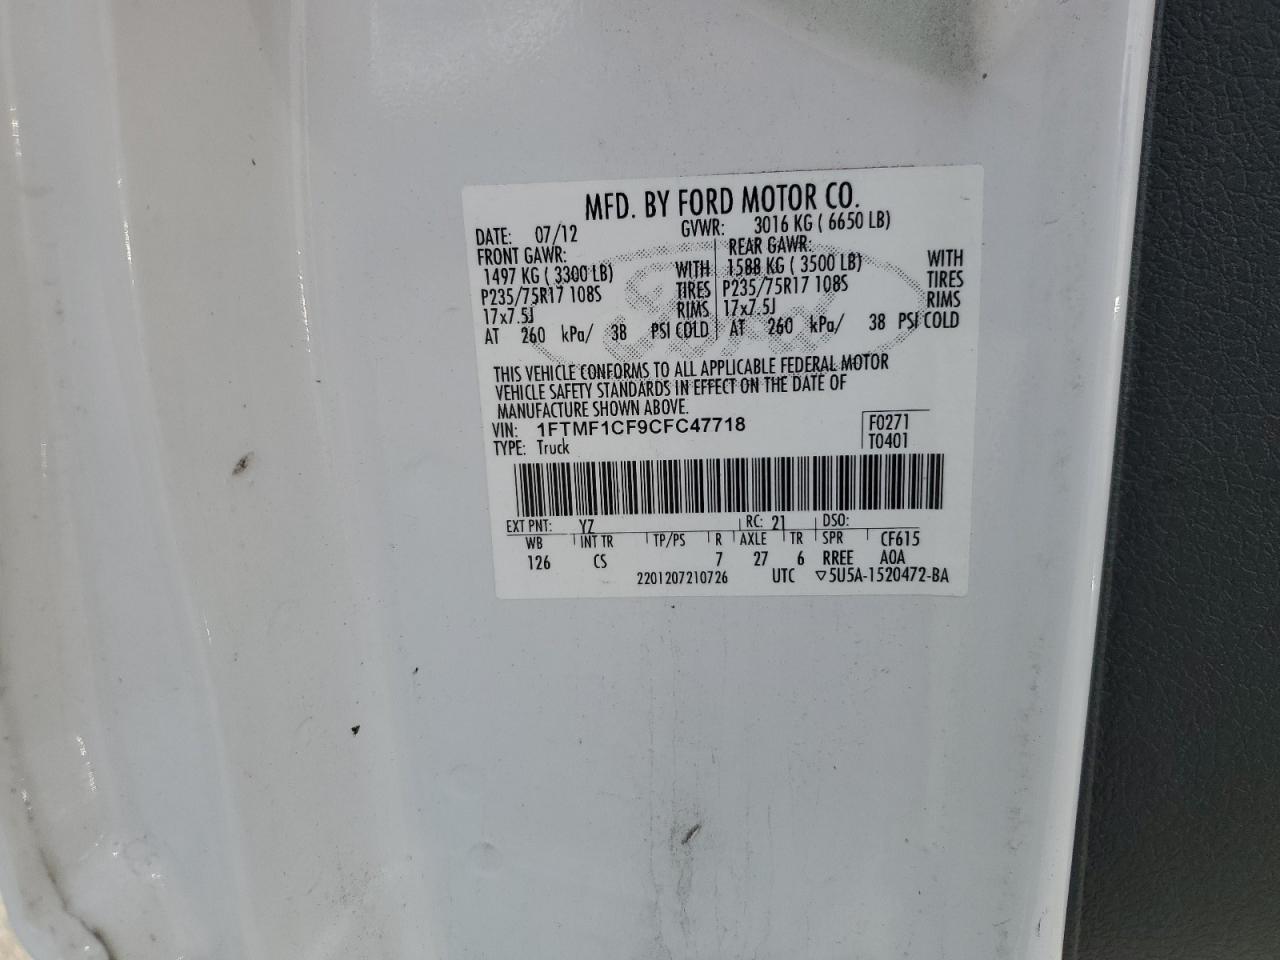 MFD. BY FORD MOTOR CO.
DATE: 07/12 GVWR: 3016 KG ( 6650 LB)
FRONT GAWR: REAR GAWR:
1497 KG ( 3300 LB) WITH 1588 KG ( 3500 LB) WITH
P235/75R17 108S TIRES P235/75R17 108S TIRES
17x7.5J RIMS 17x7.5J RIMS
AT 260 kPa/ 38 PSI COLD AT 260 kPa/ 38 PSI COLD
THIS VEHICLE CONFORMS TO ALL APPLICABLE FEDERAL MOTOR
VEHICLE SAFETY STANDARDS IN EFFECT ON THE DATE OF
MANUFACTURE SHOWN ABOVE.
VIN: 1FTMF1CF9CFC47718 F0271
TYPE: Truck T0401
EXT PNT: YZ RC: 21 DSO:
WB INT TR TP/PS R AXLE TR SPR CF615
126 CS 7 27 6 RREE AOA
2201207210726 UTC ▽5U5A-1520472-BA